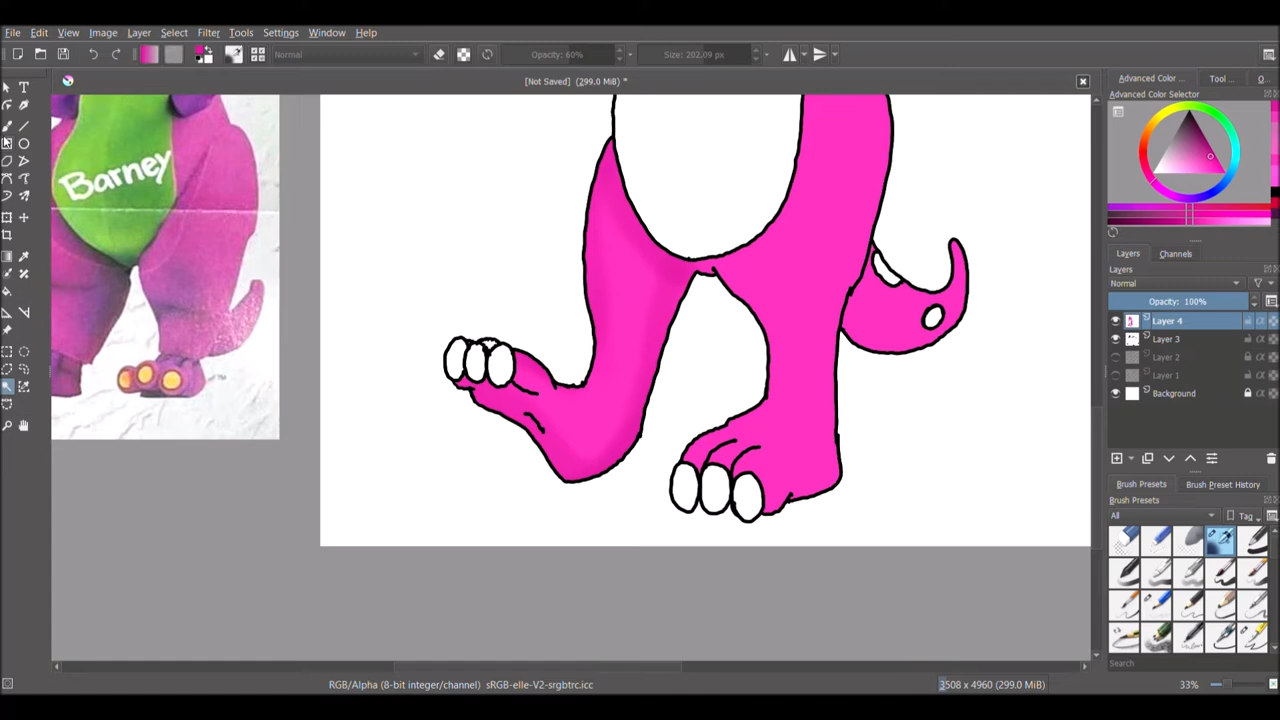 File Edit View Image Layer Select Filter Tools Settings Window Help
Normal Opacity: 60% Size: 202.09 px
[Not Saved] (299.0 MiB) *
Advanced Color ... Tool ... O...
Advanced Color Selector
Barney
TM
Layers Channels
Layers
Normal
Opacity: 100%
Layer 4
Layer 3
Layer 2
Layer 1
Background
Brush Presets Brush Preset History
Brush Presets
All Tag
Search
RGB/Alpha (8-bit integer/channel) sRGB-elle-V2-srgbtrc.icc 3508 x 4960 (299.0 MiB) 33%